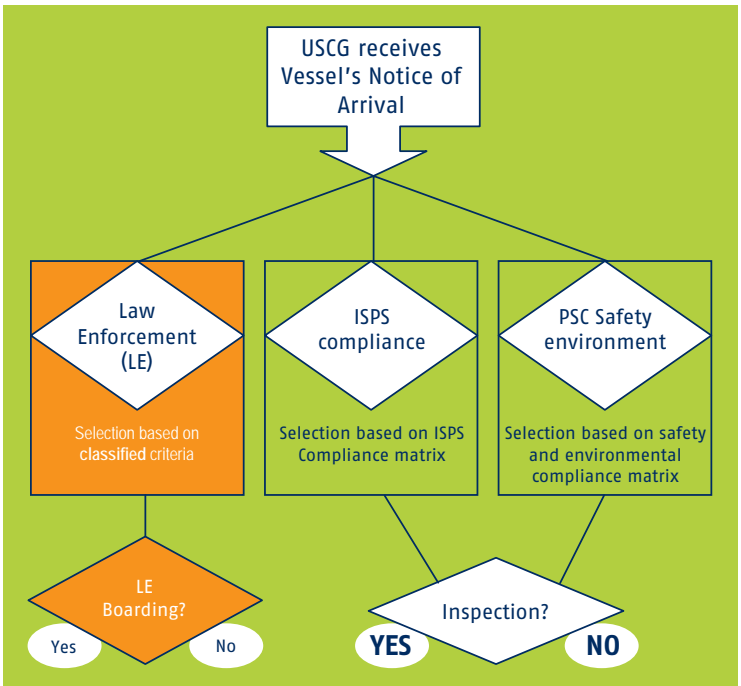 USCG receives
Vessel's Notice of
Arrival
Law
Enforcement
(LE)
Selection based on
classified criteria
ISPS
compliance
Selection based on ISPS
Compliance matrix
PSC Safety
environment
Selection based on safety
and environmental
compliance matrix
LE
Boarding?
Yes
No
Inspection?
YES
NO